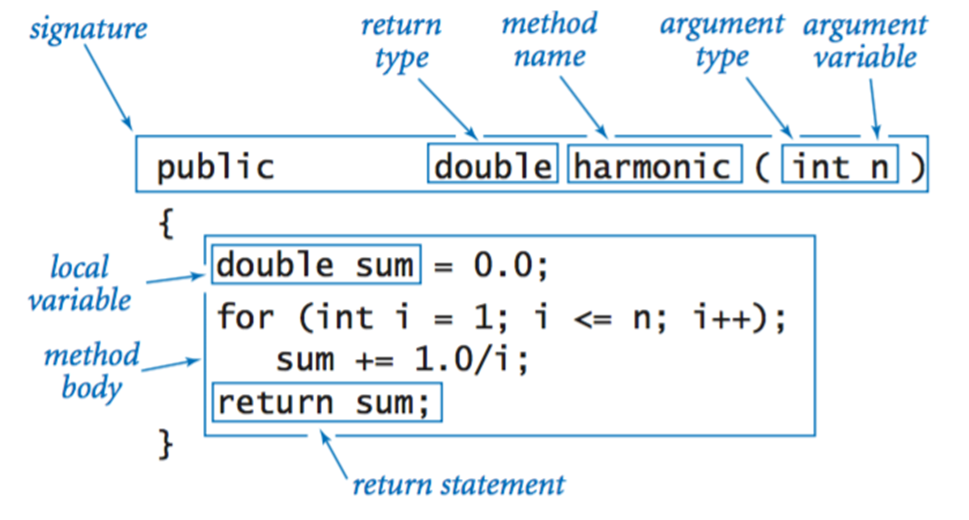 signature
return type
method name
argument type
argument variable
public double harmonic ( int n )
{
local variable
double sum = 0.0;
for (int i = 1; i <= n; i++);
method body
sum += 1.0/i;
return sum;
}
return statement